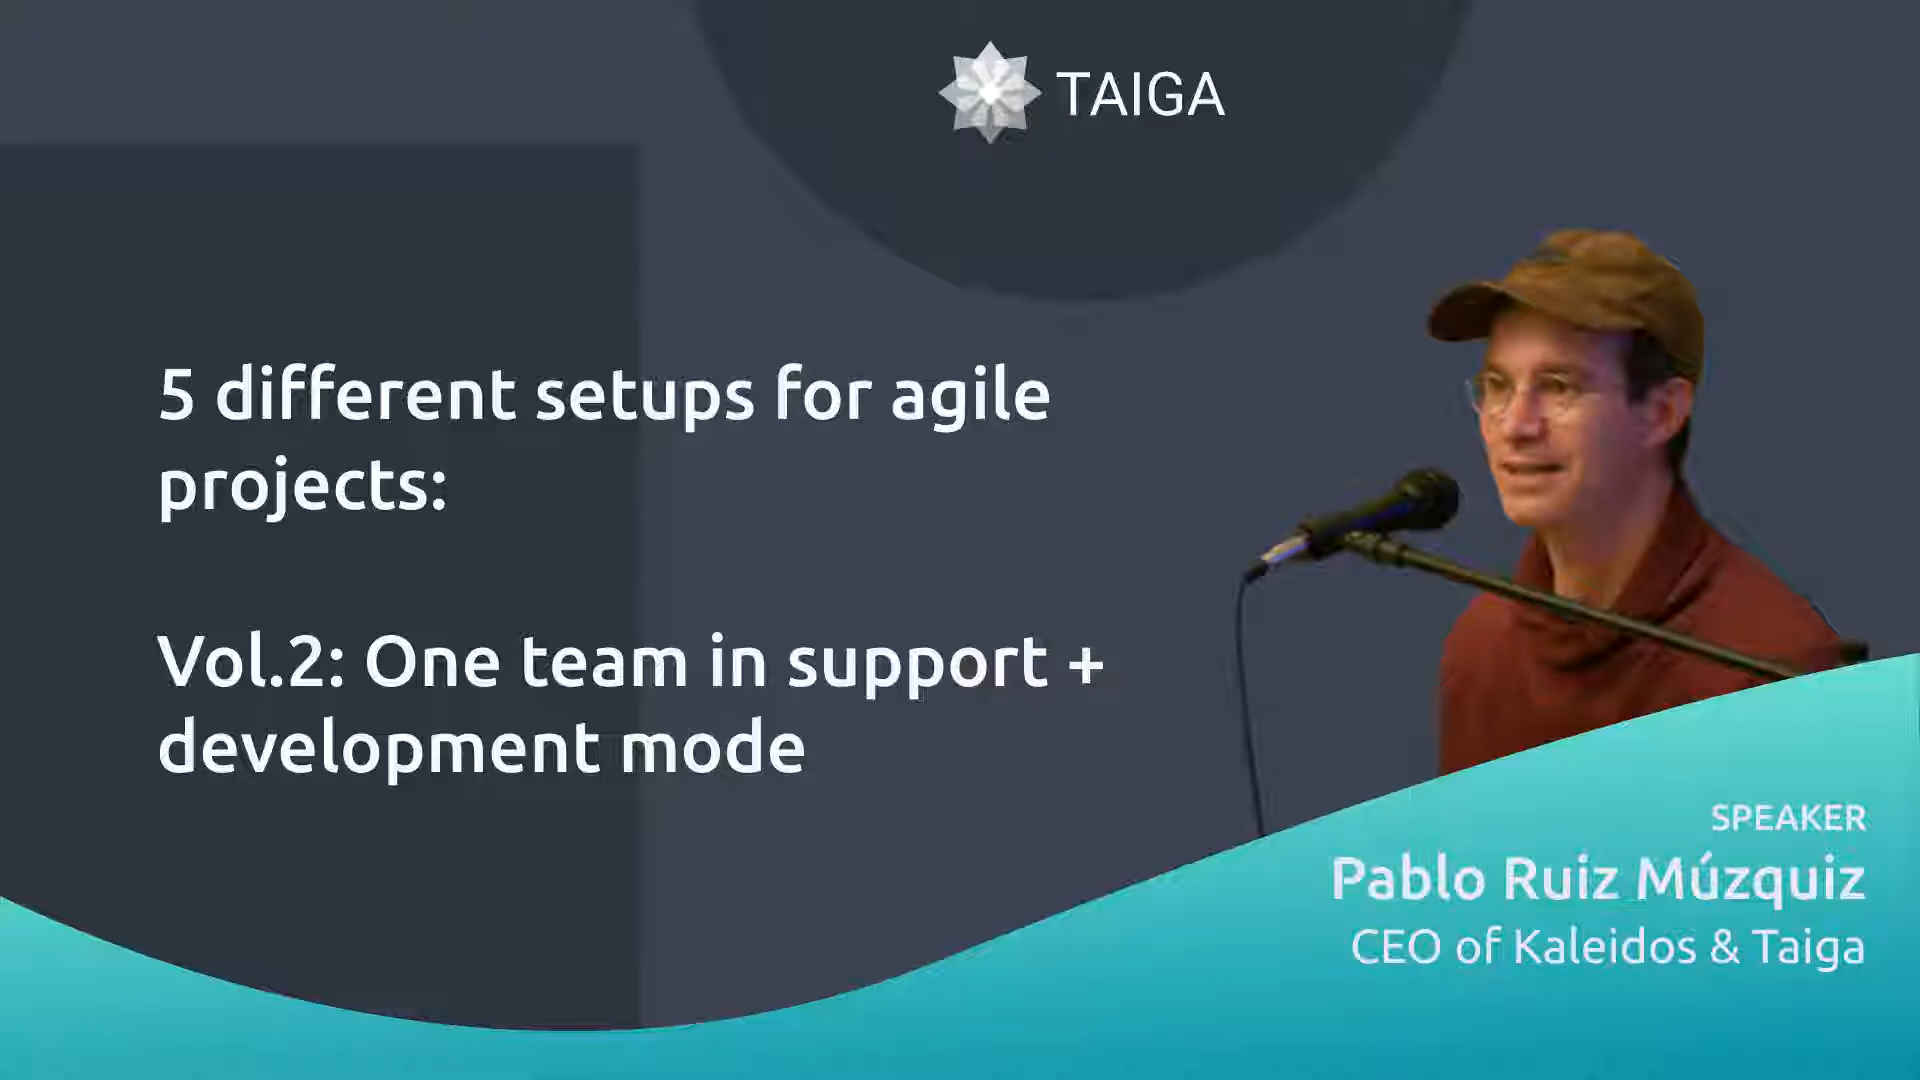 TAIGA
5 different setups for agile
projects:
Vol.2: One team in support +
development mode
SPEAKER
Pablo Ruiz Múzquiz
CEO of Kaleidos & Taiga